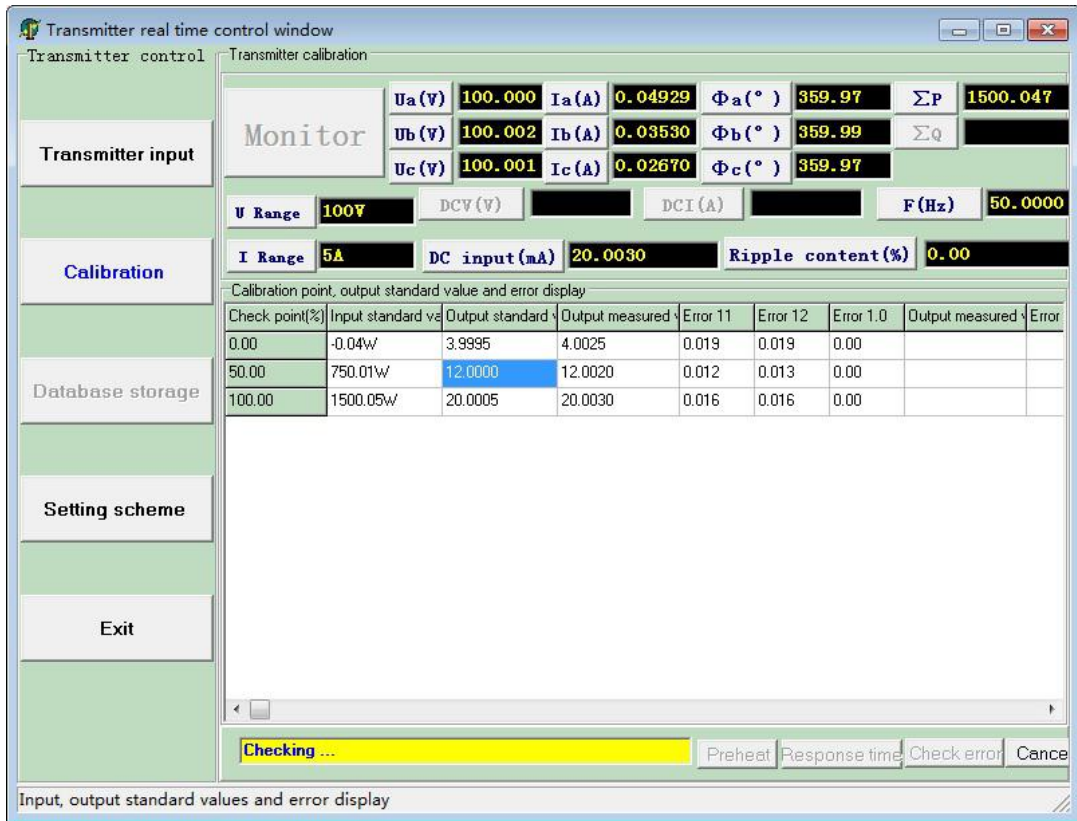 Transmitter real time control window
Transmitter control
Transmitter input
Calibration
Database storage
Setting scheme
Exit
Transmitter calibration
Monitor
Ua(V) 100.000 Ia(A) 0.04929 Φa(°) 359.97 ΣP 1500.047
Ub(V) 100.002 Ib(A) 0.03530 Φb(°) 359.99 ΣQ
Uc(V) 100.001 Ic(A) 0.02670 Φc(°) 359.97
U Range 100V DCV(V) DCI(A) F(Hz) 50.0000
I Range 5A DC input(mA) 20.0030 Ripple content(%) 0.00
Calibration point, output standard value and error display
Check point(%) Input standard va Output standard v Output measured v Error 11 Error 12 Error 1.0 Output measured v Error
0.00 -0.04W 3.9995 4.0025 0.019 0.019 0.00
50.00 750.01W 12.0000 12.0020 0.012 0.013 0.00
100.00 1500.05W 20.0005 20.0030 0.016 0.016 0.00
Checking ... Preheat Response time Check error Cance
Input, output standard values and error display